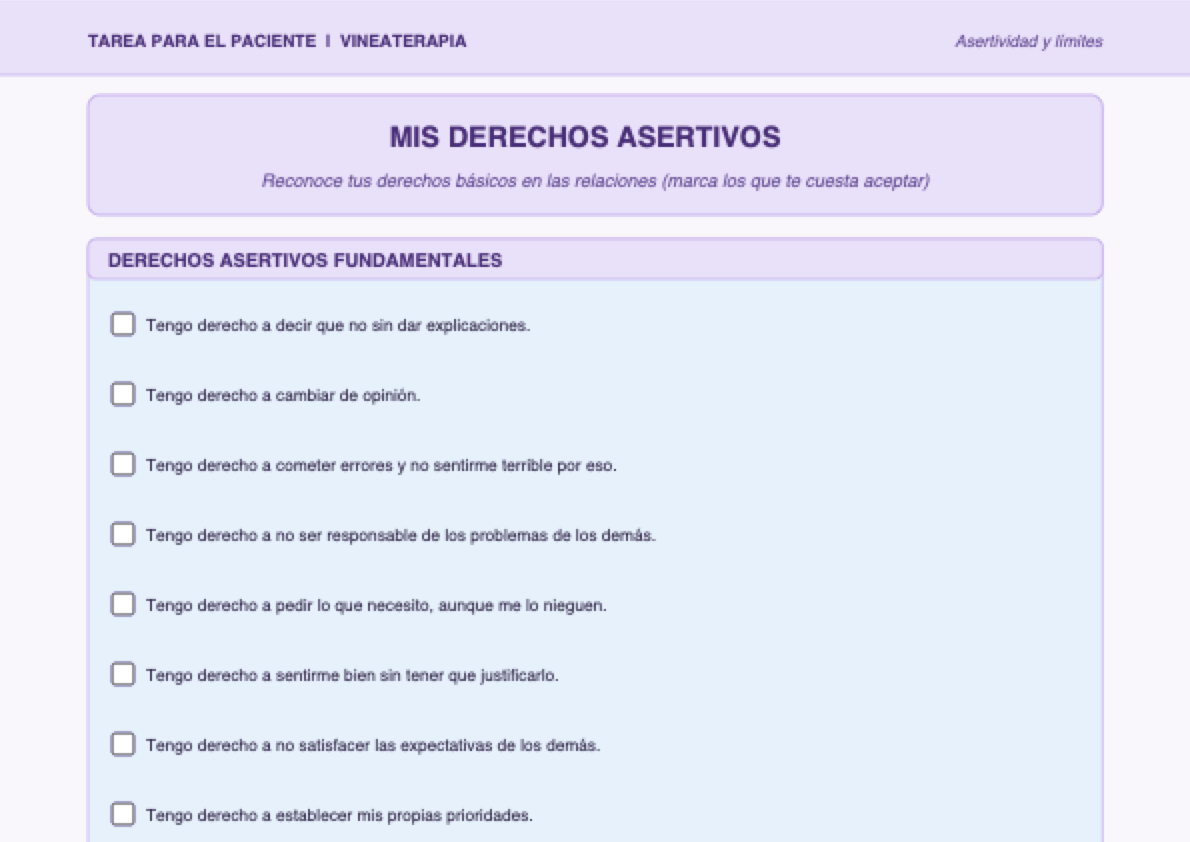 TAREA PARA EL PACIENTE | VINEATERAPIA
Asertividad y límites
MIS DERECHOS ASERTIVOS
Reconoce tus derechos básicos en las relaciones (marca los que te cuesta aceptar)
DERECHOS ASERTIVOS FUNDAMENTALES
Tengo derecho a decir que no sin dar explicaciones.
Tengo derecho a cambiar de opinión.
Tengo derecho a cometer errores y no sentirme terrible por eso.
Tengo derecho a no ser responsable de los problemas de los demás.
Tengo derecho a pedir lo que necesito, aunque me lo nieguen.
Tengo derecho a sentirme bien sin tener que justificarlo.
Tengo derecho a no satisfacer las expectativas de los demás.
Tengo derecho a establecer mis propias prioridades.